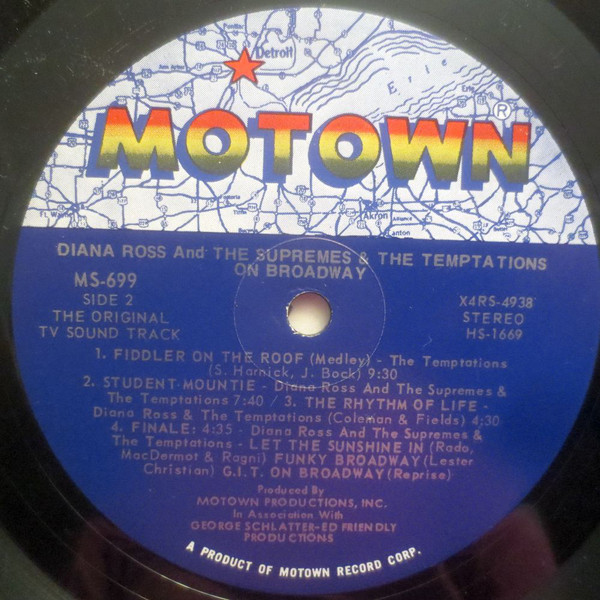 Detroit
Erie
Erie
MOTOWN®
Ft. Wayne
Akron
Alliance
Canton
DIANA ROSS And THE SUPREMES & THE TEMPTATIONS
ON BROADWAY
MS-699
SIDE 2
THE ORIGINAL
TV SOUND TRACK
X4RS-4938
STEREO
HS-1669
1. FIDDLER ON THE ROOF (Medley) - The Temptations
(S. Harnick, J. Bock) 9:30
2. STUDENT-MOUNTIE - Diana Ross And The Supremes &
The Temptations 7:40 / 3. THE RHYTHM OF LIFE -
Diana Ross & The Temptations (Coleman & Fields) 4:30
4. FINALE: 4:35 - Diana Ross And The Supremes &
The Temptations - LET THE SUNSHINE IN (Rado,
MacDermot & Ragni) FUNKY BROADWAY (Lester
Christian) G.I.T. ON BROADWAY (Reprise)
Produced By
MOTOWN PRODUCTIONS, INC.
In Association With
GEORGE SCHLATTER-ED FRIENDLY
PRODUCTIONS
A PRODUCT OF MOTOWN RECORD CORP.